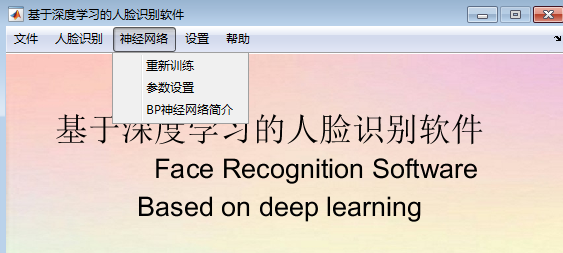 基于深度学习的人脸识别软件
文件 人脸识别 神经网络 设置 帮助
重新训练
参数设置
BP神经网络简介
基于深度学习的人脸识别软件
Face Recognition Software
Based on deep learning